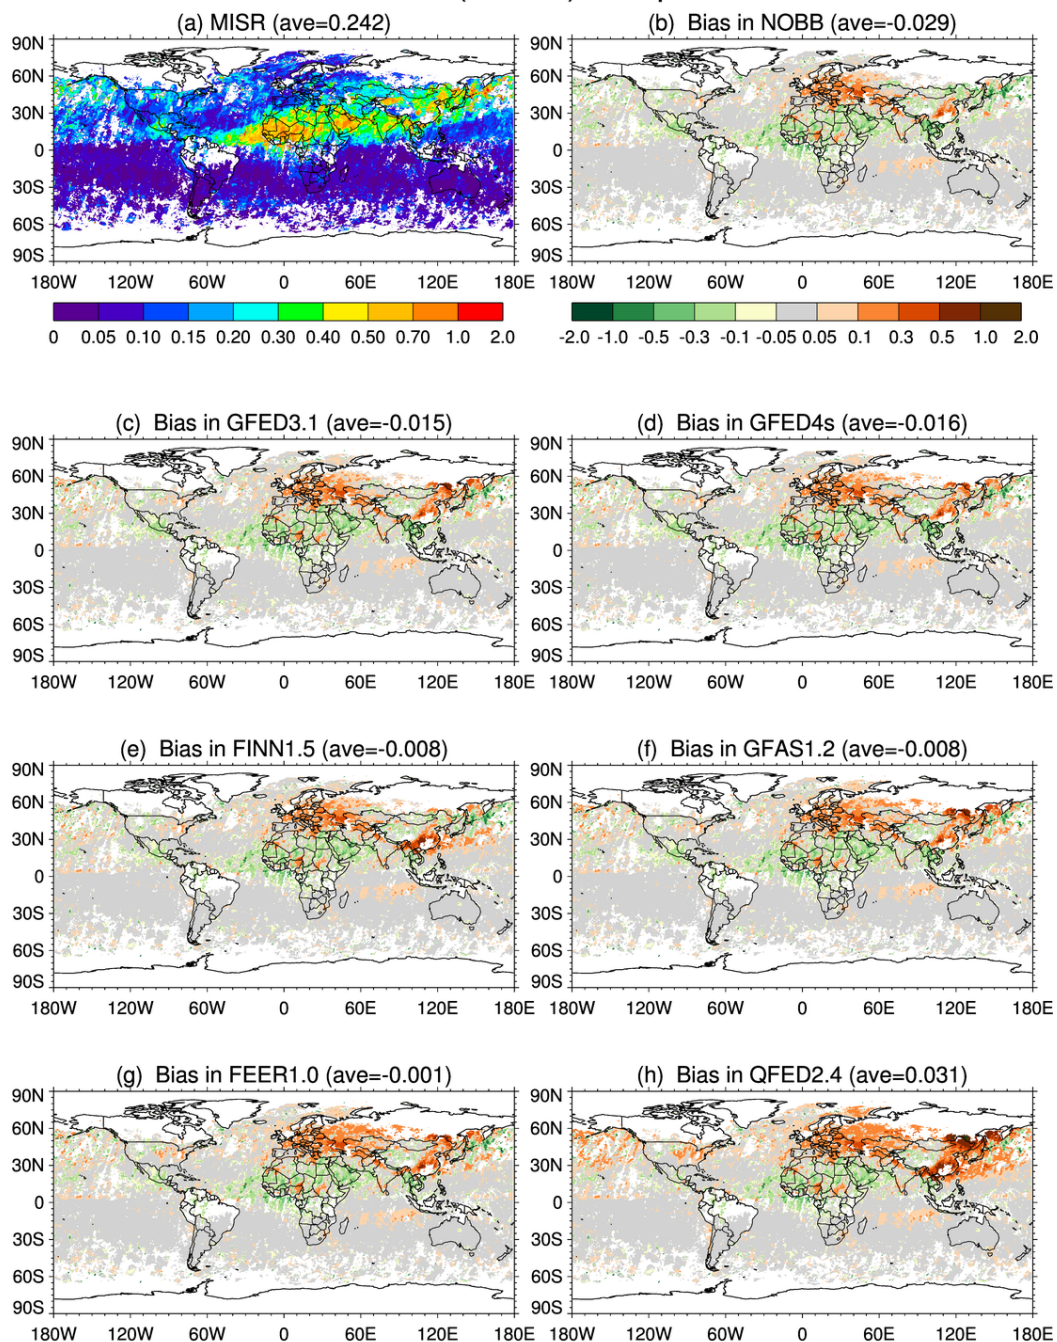 (a) MISR (ave=0.242)
(b) Bias in NOBB (ave=-0.029)
90N 60N 30N 0 30S 60S 90S
180W 120W 60W 0 60E 120E 180E
180W 120W 60W 0 60E 120E 180E
0 0.05 0.10 0.15 0.20 0.30 0.40 0.50 0.70 1.0 2.0
-2.0 -1.0 -0.5 -0.3 -0.1 -0.05 0.05 0.1 0.3 0.5 1.0 2.0
(c) Bias in GFED3.1 (ave=-0.015)
(d) Bias in GFED4s (ave=-0.016)
90N 60N 30N 0 30S 60S 90S
180W 120W 60W 0 60E 120E 180E
180W 120W 60W 0 60E 120E 180E
(e) Bias in FINN1.5 (ave=-0.008)
(f) Bias in GFAS1.2 (ave=-0.008)
90N 60N 30N 0 30S 60S 90S
180W 120W 60W 0 60E 120E 180E
180W 120W 60W 0 60E 120E 180E
(g) Bias in FEER1.0 (ave=-0.001)
(h) Bias in QFED2.4 (ave=0.031)
90N 60N 30N 0 30S 60S 90S
180W 120W 60W 0 60E 120E 180E
180W 120W 60W 0 60E 120E 180E